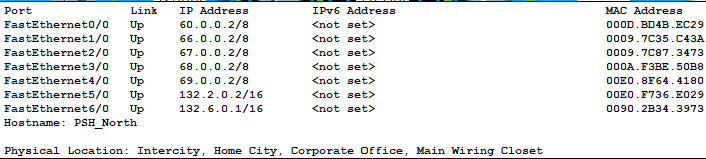 Port Link IP Address IPv6 Address MAC Address
FastEthernet0/0 Up 60.0.0.2/8 <not set> 000D.BD4B.EC29
FastEthernet1/0 Up 66.0.0.2/8 <not set> 0009.7C35.C43A
FastEthernet2/0 Up 67.0.0.2/8 <not set> 0009.7C87.3473
FastEthernet3/0 Up 68.0.0.2/8 <not set> 000A.F3BE.50B8
FastEthernet4/0 Up 69.0.0.2/8 <not set> 00E0.8F64.4180
FastEthernet5/0 Up 132.2.0.2/16 <not set> 00E0.F736.E029
FastEthernet6/0 Up 132.6.0.1/16 <not set> 0090.2B34.3973
Hostname: PSH_North
Physical Location: Intercity, Home City, Corporate Office, Main Wiring Closet